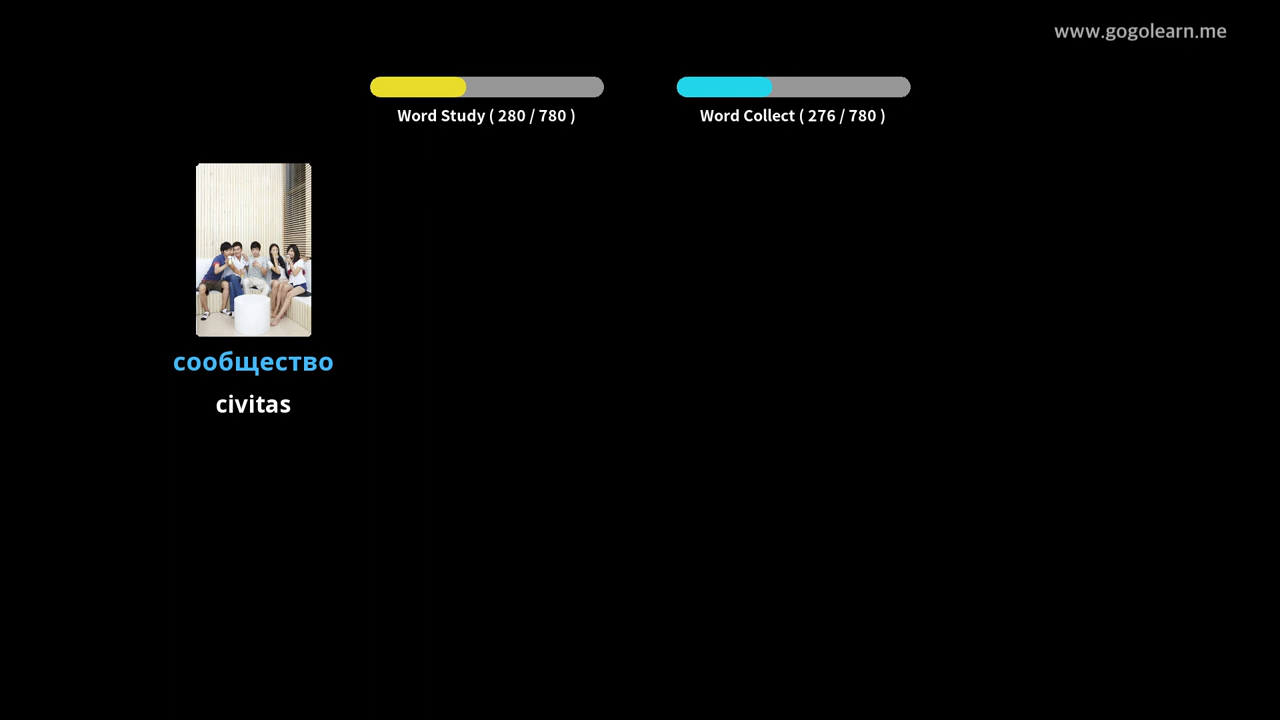 www.gogolearn.me
Word Study ( 280 / 780 )
Word Collect ( 276 / 780 )
сообщество
civitas